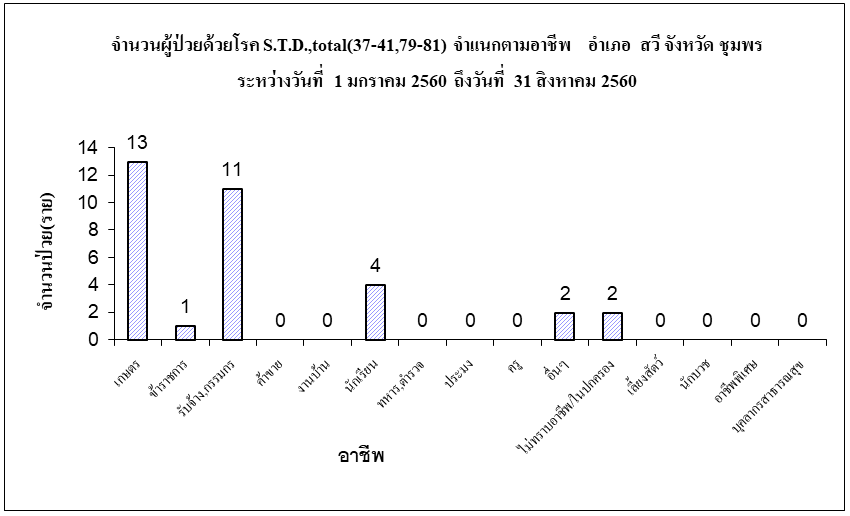 จำนวนผู้ป่วยด้วยโรค S.T.D.,total(37-41,79-81) จำแนกตามอาชีพ อำเภอ สวี จังหวัด ชุมพร
ระหว่างวันที่ 1 มกราคม 2560 ถึงวันที่ 31 สิงหาคม 2560
จำนวนป่วย(ราย)
14
12
10
8
6
4
2
0
13
1
11
0
0
4
0
0
0
2
2
0
0
0
0
เกษตร
ข้าราชการ
รับจ้าง,กรรมกร
ค้าขาย
งานบ้าน
นักเรียน
ทหาร,ตำรวจ
ประมง
ครู
อื่นๆ
ไม่ทราบอาชีพ/ในปกครอง
เลี้ยงสัตว์
นักบวช
อาชีพพิเศษ
บุคลากรสาธารณสุข
อาชีพ